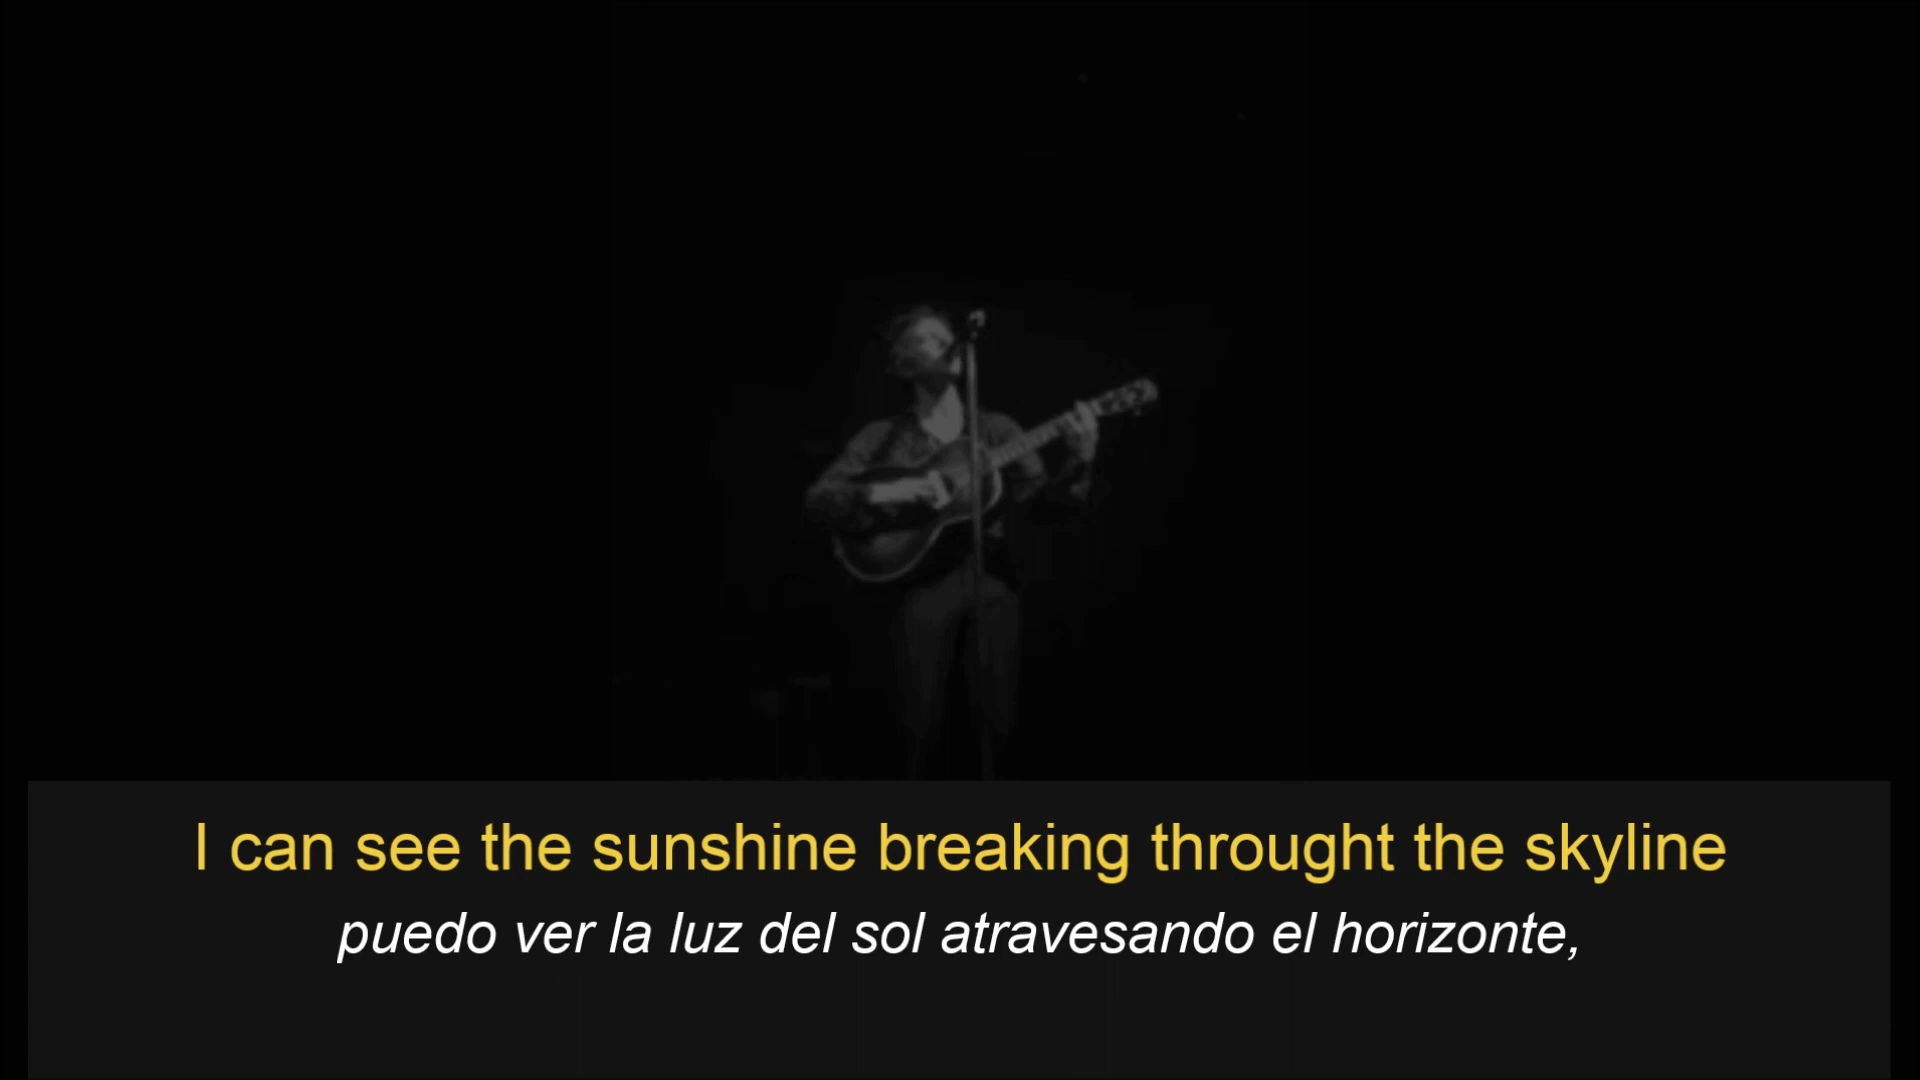 I can see the sunshine breaking throught the skyline
puedo ver la luz del sol atravesando el horizonte,